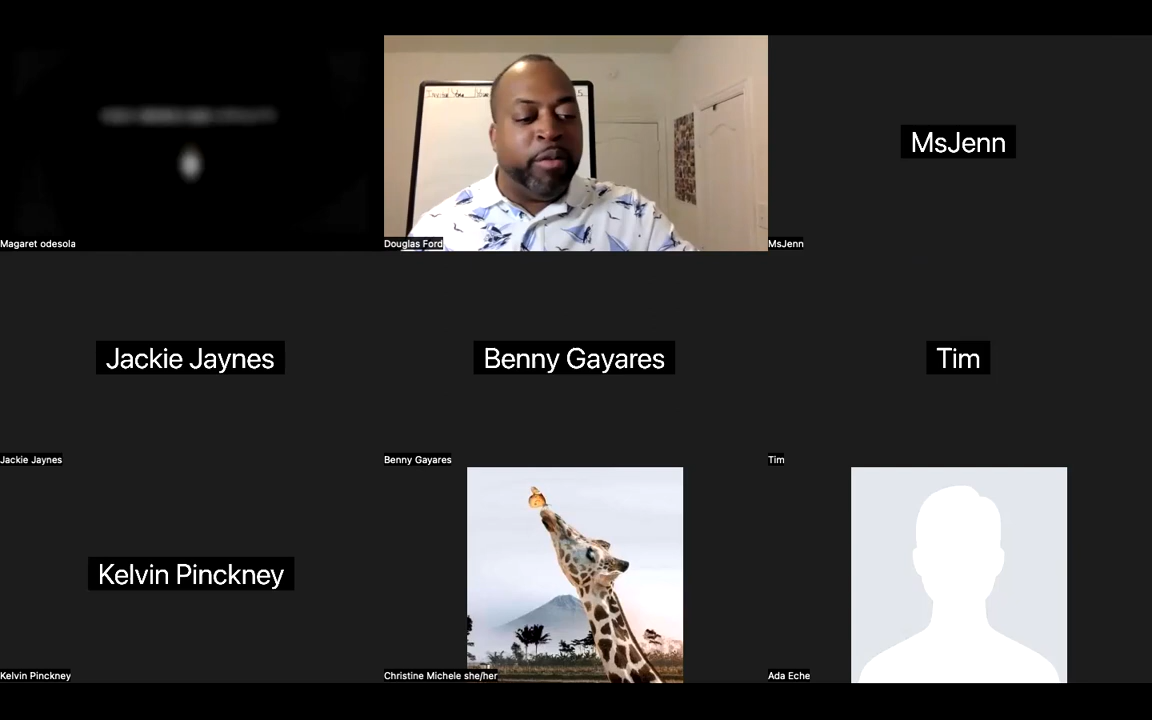 Magaret odesola
Douglas Ford
MsJenn
MsJenn
Jackie Jaynes
Jackie Jaynes
Benny Gayares
Benny Gayares
Tim
Tim
Kelvin Pinckney
Kelvin Pinckney
Christine Michele she/her
Ada Eche